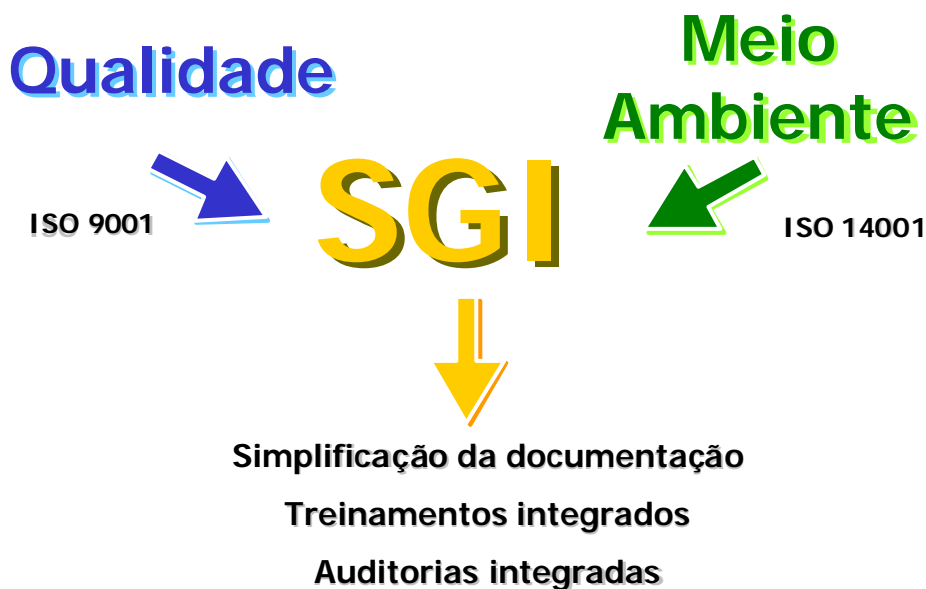 Qualidade
Meio
Ambiente
SGI
ISO 9001
ISO 14001
Simplificação da documentação
Treinamentos integrados
Auditorias integradas